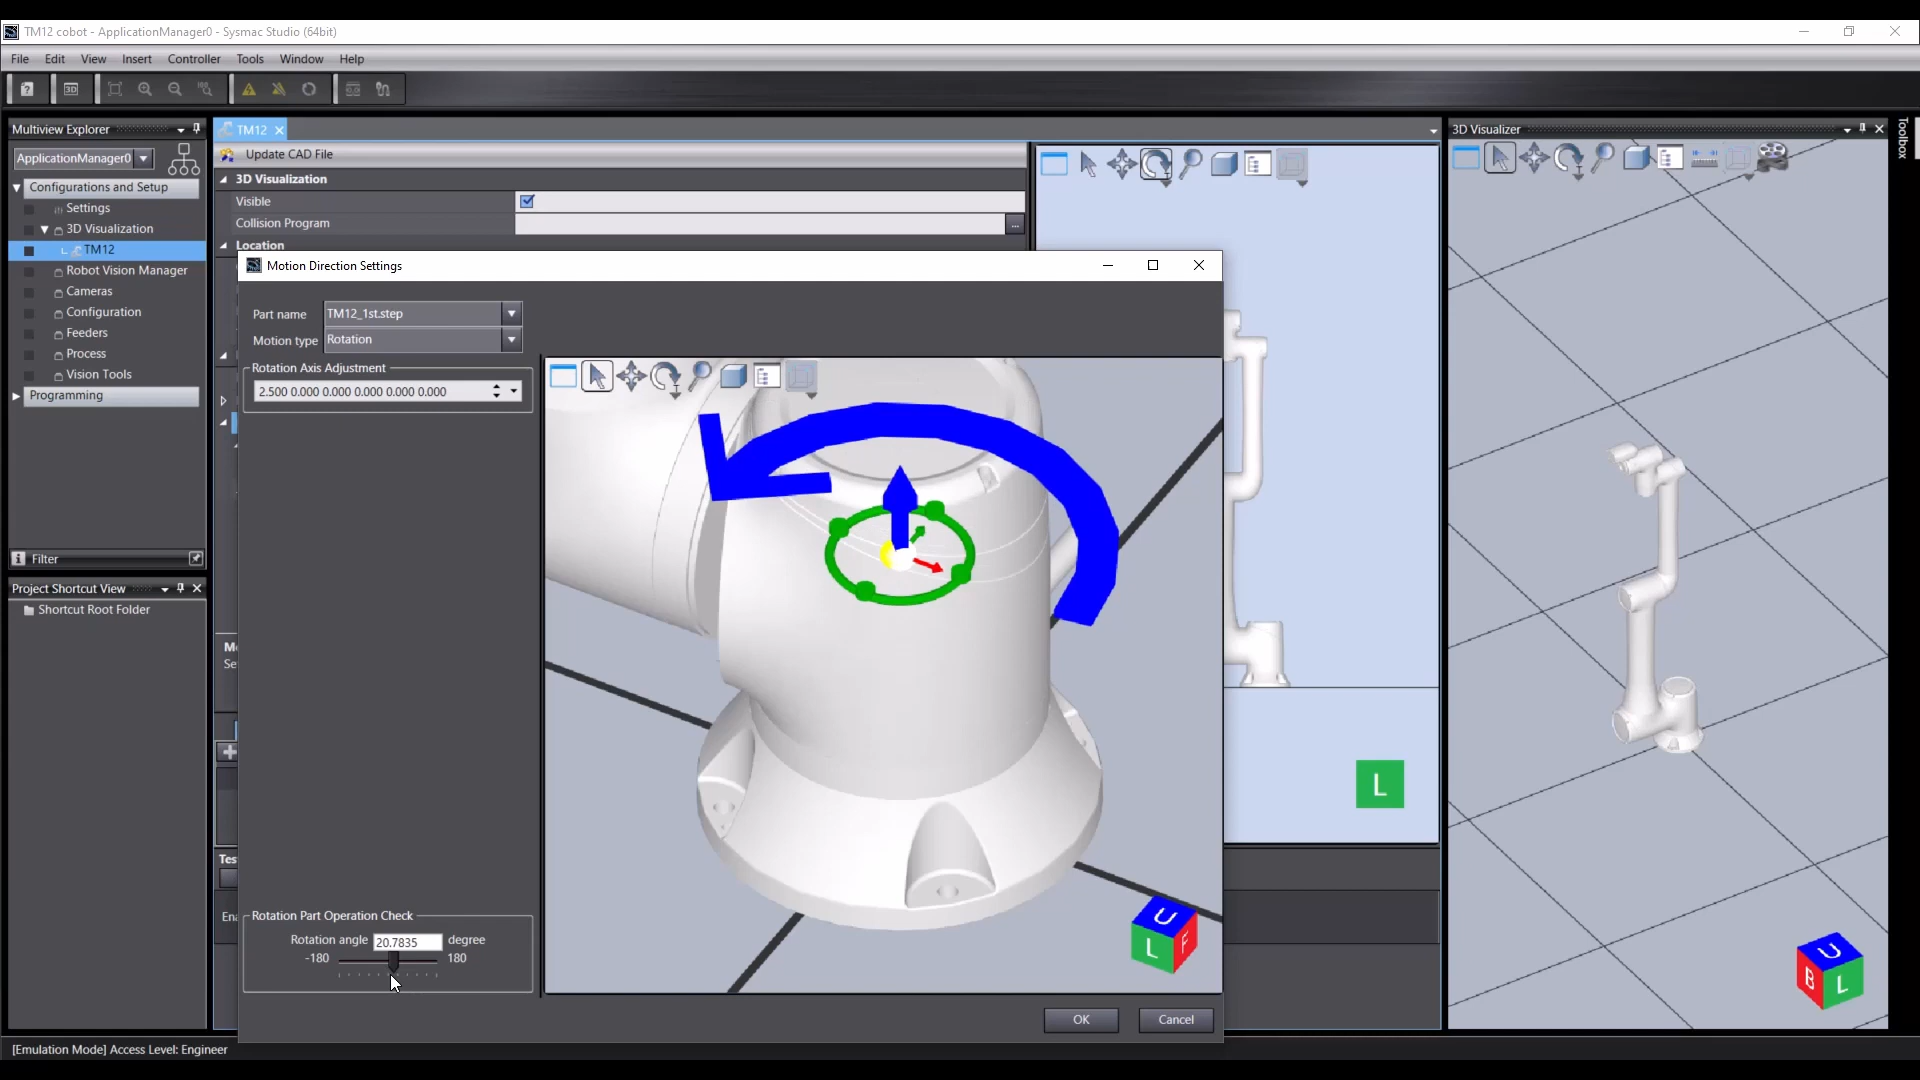 TM12 cobot - ApplicationManager0 - Sysmac Studio (64bit)
File Edit View Insert Controller Tools Window Help
3D
Multiview Explorer
ApplicationManager0
Configurations and Setup
Settings
3D Visualization
TM12
Robot Vision Manager
Cameras
Configuration
Feeders
Process
Vision Tools
Programming
Filter
Project Shortcut View
Shortcut Root Folder
TM12
Update CAD File
3D Visualization
Visible
Collision Program
...
Location
Mo
Se
Tes
Ena
Motion Direction Settings
Part name TM12_1st.step
Motion type Rotation
Rotation Axis Adjustment
2.500 0.000 0.000 0.000 0.000 0.000
Rotation Part Operation Check
Rotation angle 20.7835 degree
-180 180
U
L F
OK Cancel
L
3D Visualizer
Toolbox
U
B L
[Emulation Mode] Access Level: Engineer